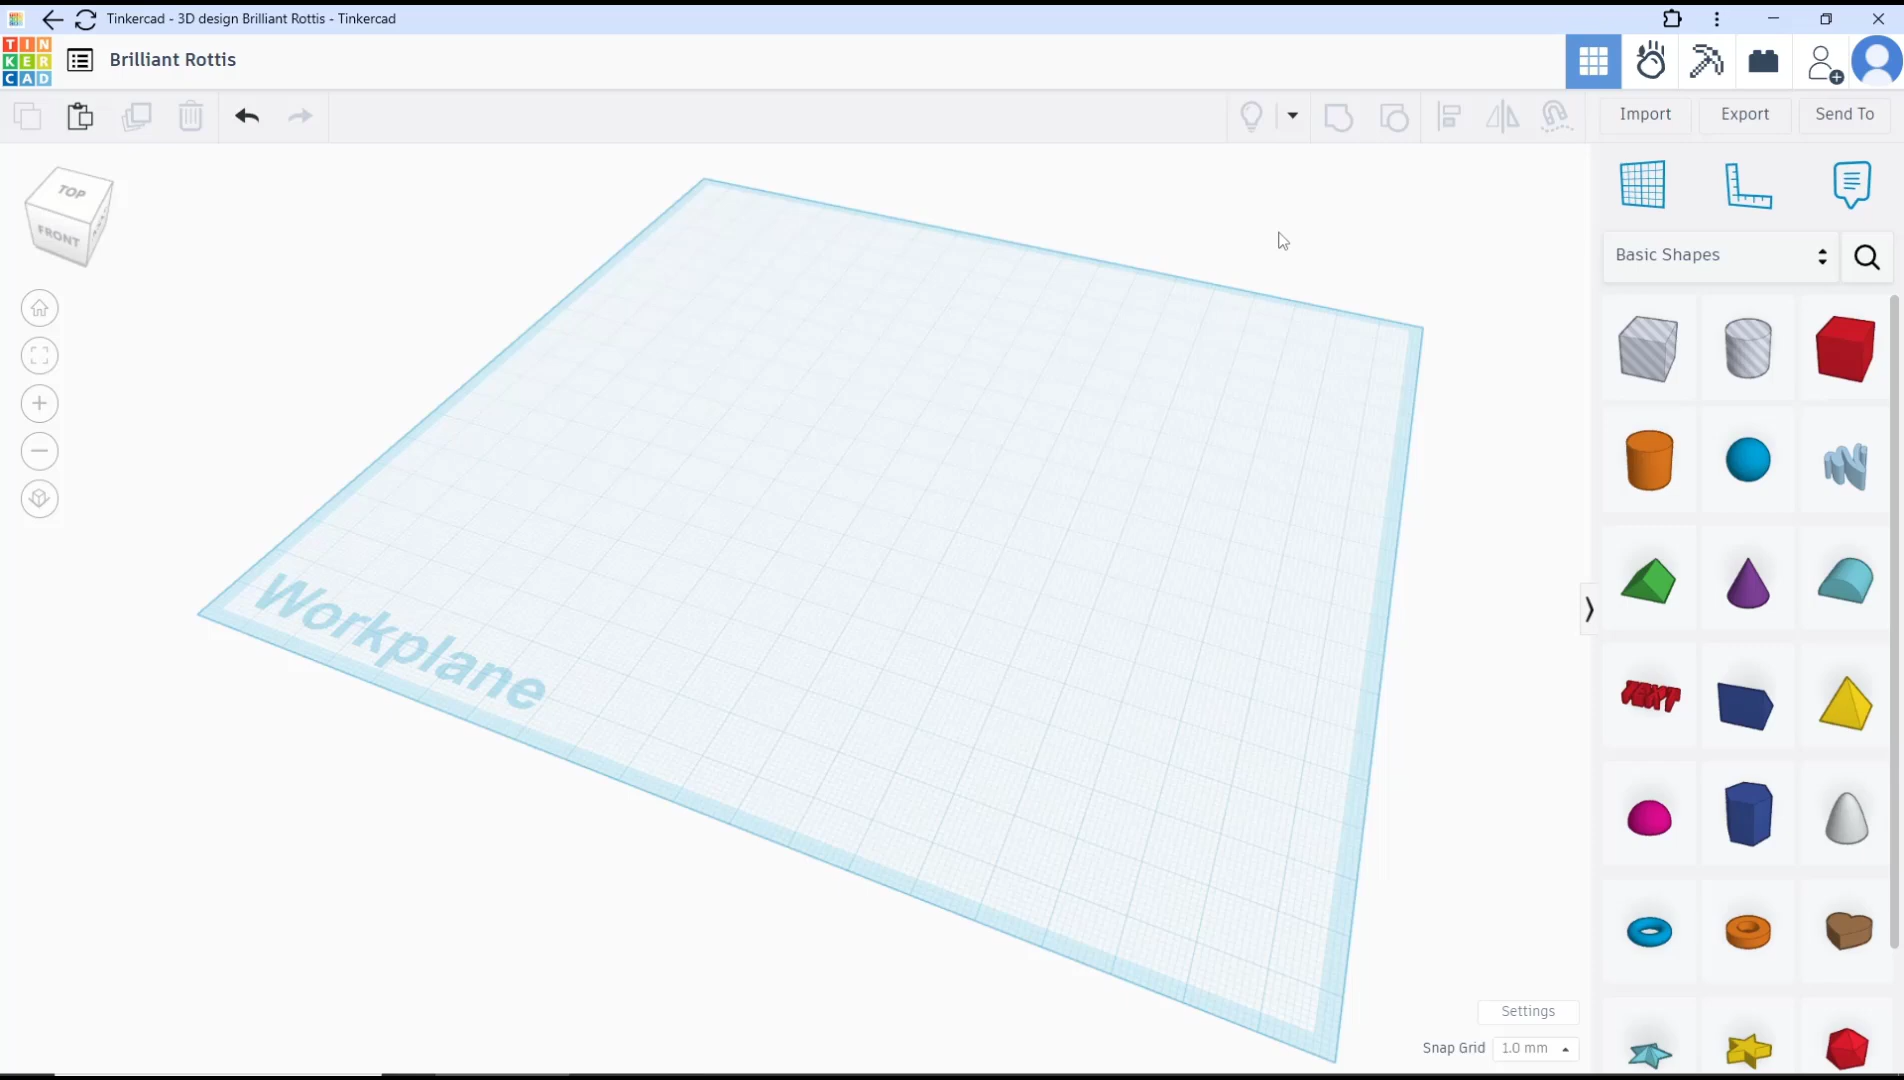 Tinkercad - 3D design Brilliant Rottis - Tinkercad
TIN
KER
CAD
Brilliant Rottis
Import
Export
Send To
TOP
FRONT
Basic Shapes
Workplane
TEXT
Settings
Snap Grid
1.0 mm